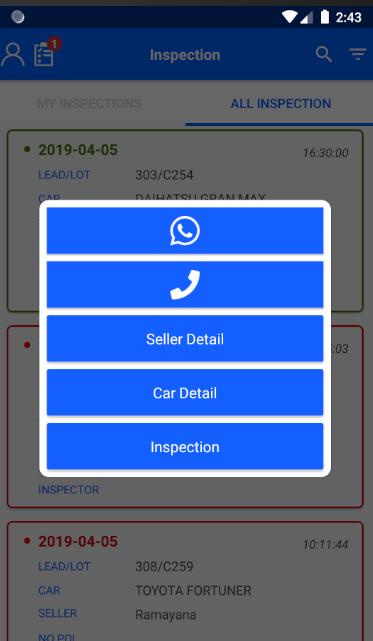 2:43
1
Inspection
MY INSPECTIONS
ALL INSPECTION
2019-04-05
16:30:00
LEAD/LOT
303/C254
CAR
DAIHATSU GRAN MAX
Seller Detail
Car Detail
Inspection
INSPECTOR
2019-04-05
10:11:44
LEAD/LOT
308/C259
CAR
TOYOTA FORTUNER
SELLER
Ramayana
NO POL